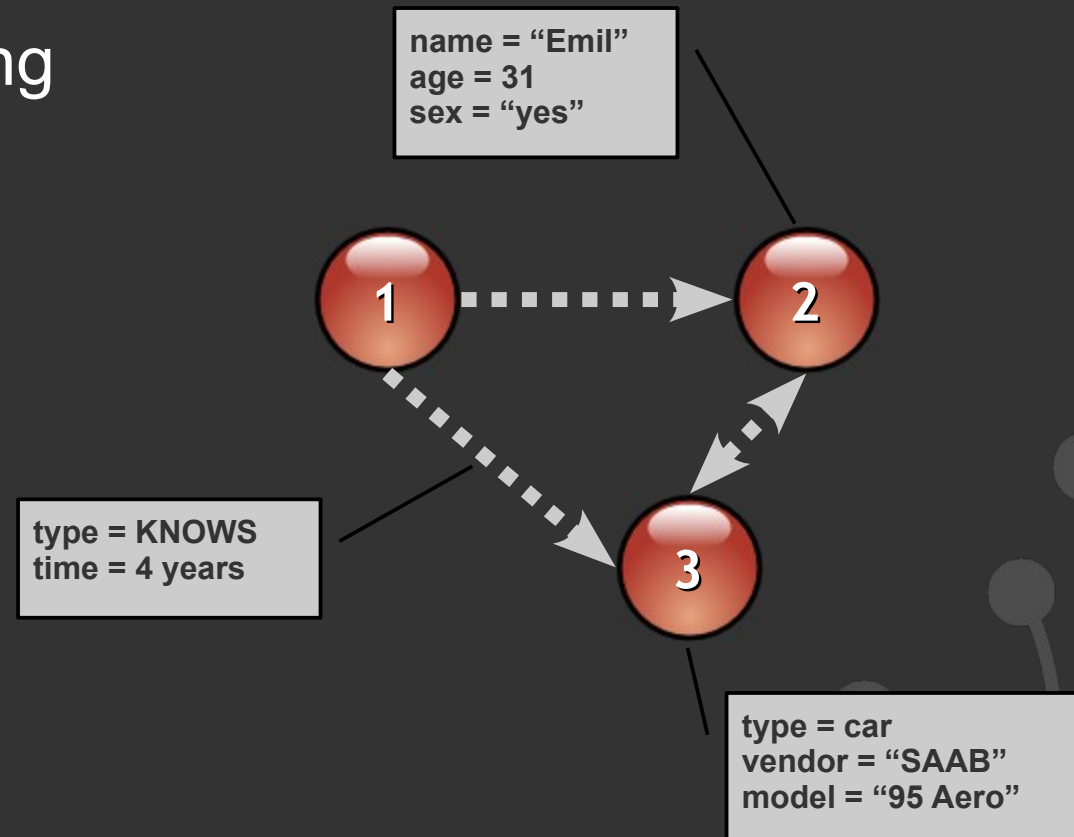 name = “Emil”
age = 31
sex = “yes”
1
2
type = KNOWS
time = 4 years
3
type = car
vendor = “SAAB”
model = “95 Aero”